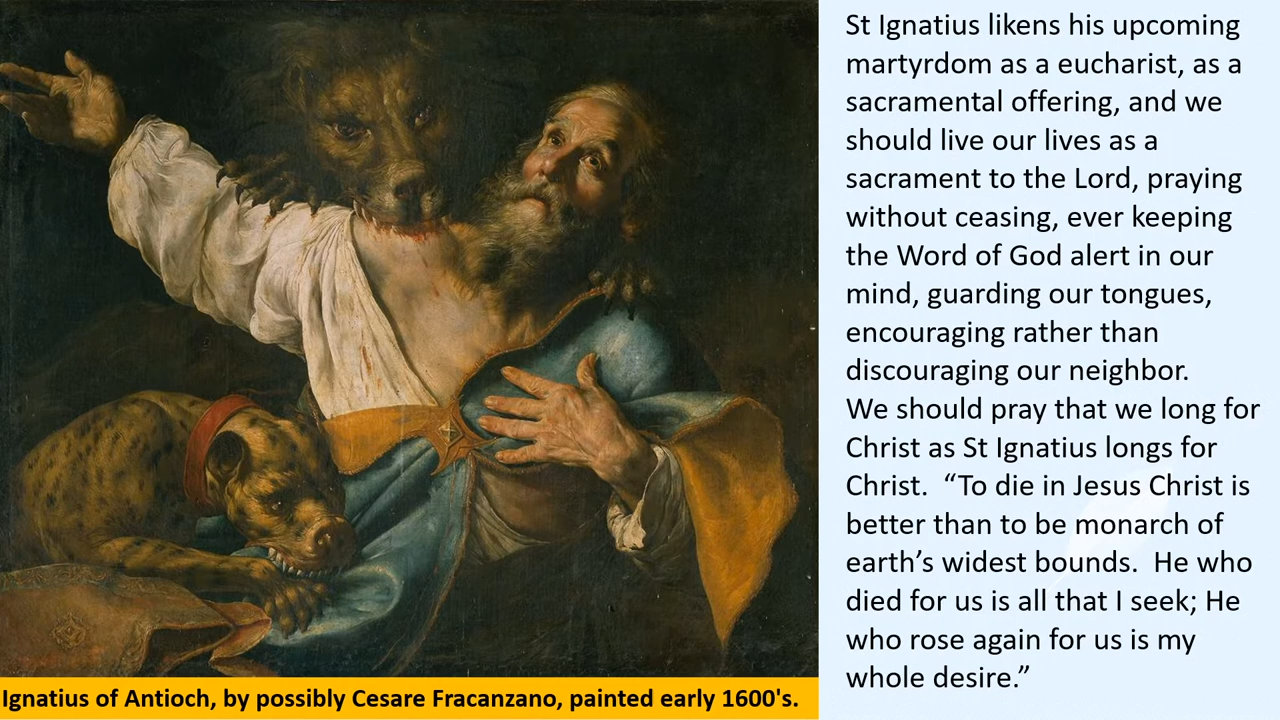 St Ignatius likens his upcoming
martyrdom as a eucharist, as a
sacramental offering, and we
should live our lives as a
sacrament to the Lord, praying
without ceasing, ever keeping
the Word of God alert in our
mind, guarding our tongues,
encouraging rather than
discouraging our neighbor.
We should pray that we long for
Christ as St Ignatius longs for
Christ.  “To die in Jesus Christ is
better than to be monarch of
earth’s widest bounds.  He who
died for us is all that I seek; He
who rose again for us is my
whole desire.”
Ignatius of Antioch, by possibly Cesare Fracanzano, painted early 1600's.